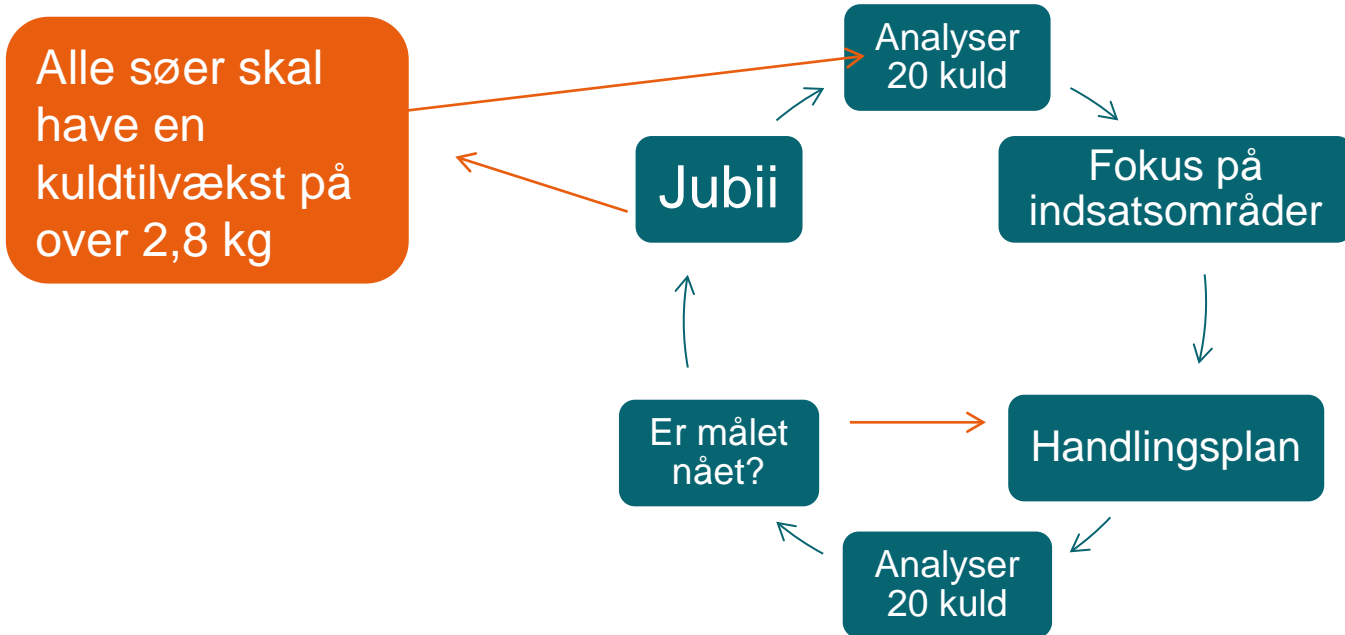 Alle søer skal
have en
kuldtilvækst på
over 2,8 kg
Analyser
20 kuld
Fokus på
indsatsområder
Handlingsplan
Analyser
20 kuld
Er målet
nået?
Jubii